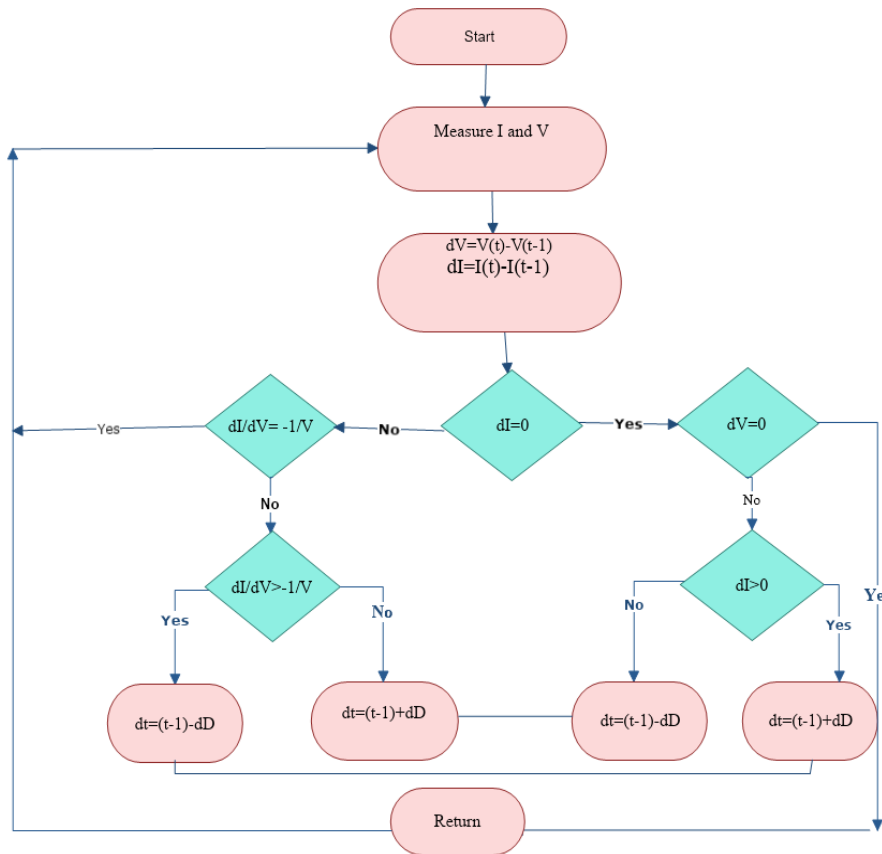 Start
Measure I and V
dV=V(t)-V(t-1)
dI=I(t)-I(t-1)
dI/dV= -1/V
dI=0
dV=0
Yes
No
Yes
No
No
Yes
dI/dV>-1/V
dI>0
Yes
No
No
Yes
dt=(t-1)-dD
dt=(t-1)+dD
dt=(t-1)-dD
dt=(t-1)+dD
Return